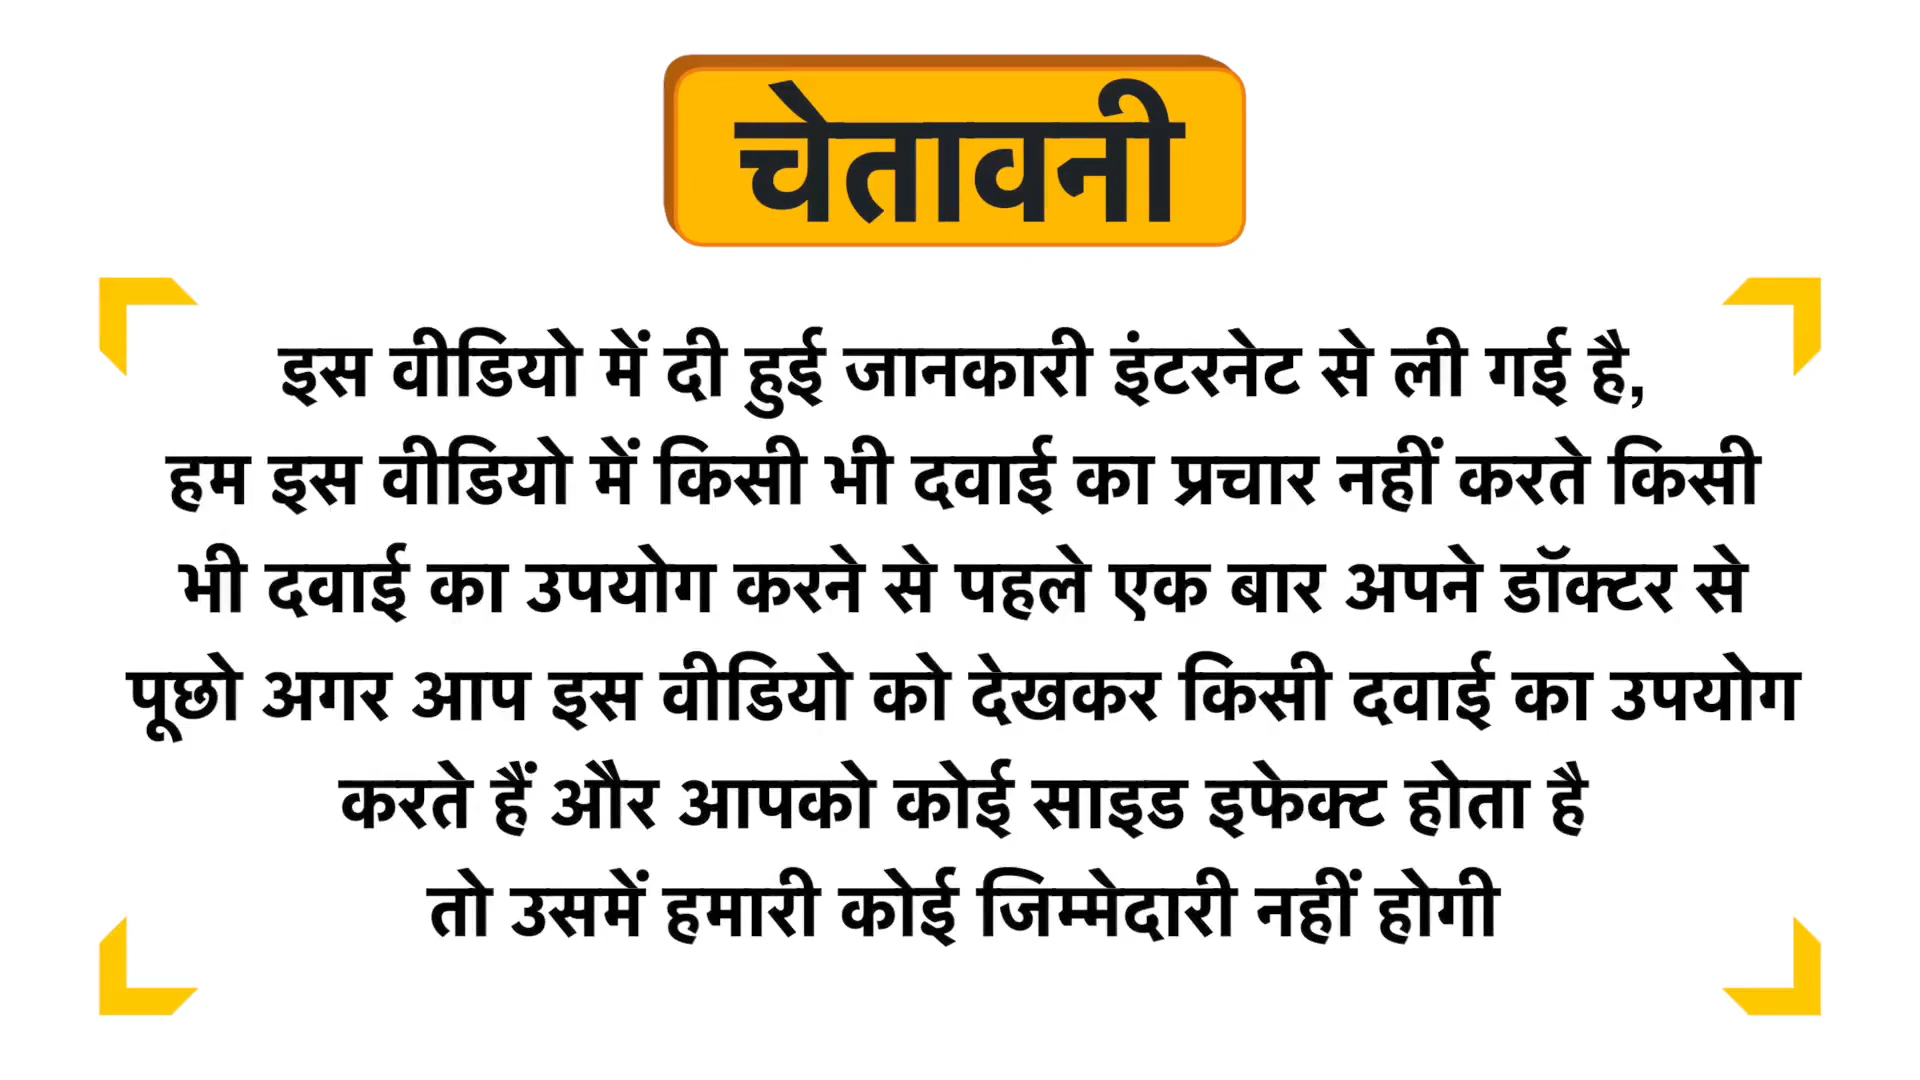 चेतावनी
इस वीडियो में दी हुई जानकारी इंटरनेट से ली गई है,
हम इस वीडियो में किसी भी दवाई का प्रचार नहीं करते किसी
भी दवाई का उपयोग करने से पहले एक बार अपने डॉक्टर से
पूछो अगर आप इस वीडियो को देखकर किसी दवाई का उपयोग
करते हैं और आपको कोई साइड इफेक्ट होता है
तो उसमें हमारी कोई जिम्मेदारी नहीं होगी